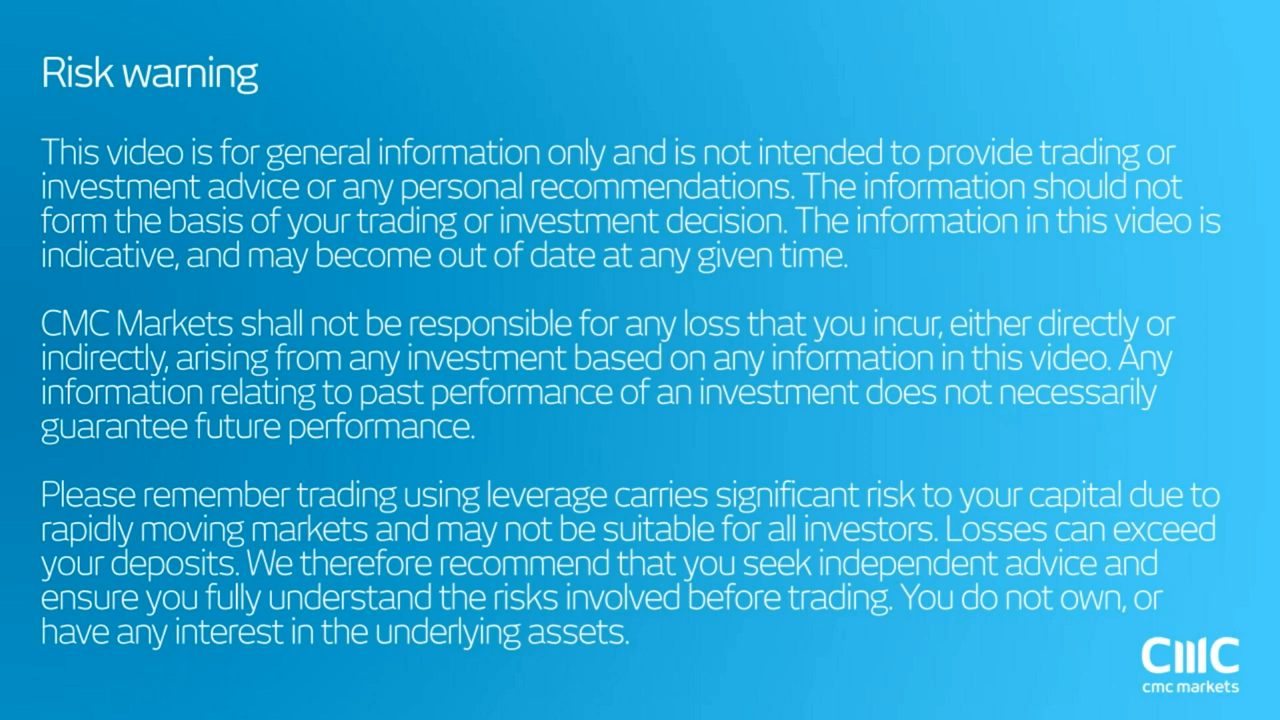 Risk warning
This video is for general information only and is not intended to provide trading or
investment advice or any personal recommendations. The information should not
form the basis of your trading or investment decision. The information in this video is
indicative, and may become out of date at any given time.
CMC Markets shall not be responsible for any loss that you incur, either directly or
indirectly, arising from any investment based on any information in this video. Any
information relating to past performance of an investment does not necessarily
guarantee future performance.
Please remember trading using leverage carries significant risk to your capital due to
rapidly moving markets and may not be suitable for all investors. Losses can exceed
your deposits. We therefore recommend that you seek independent advice and
ensure you fully understand the risks involved before trading. You do not own, or
have any interest in the underlying assets.
CMC
cmc markets